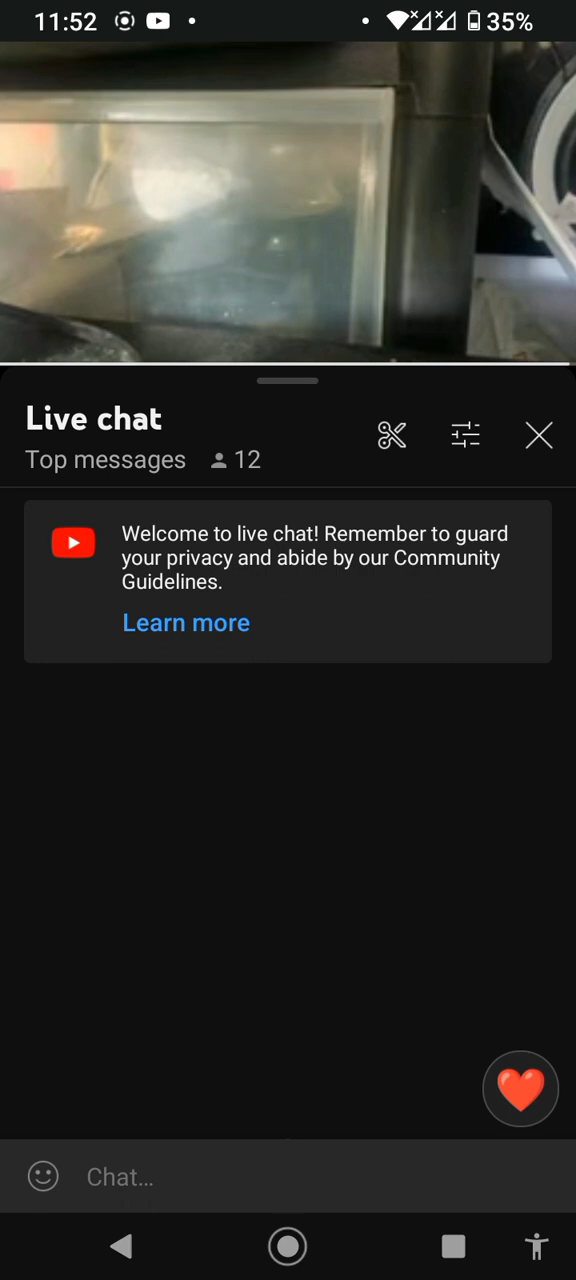 11:52
35%
Live chat
Top messages 12
Welcome to live chat! Remember to guard
your privacy and abide by our Community
Guidelines.
Learn more
Chat...